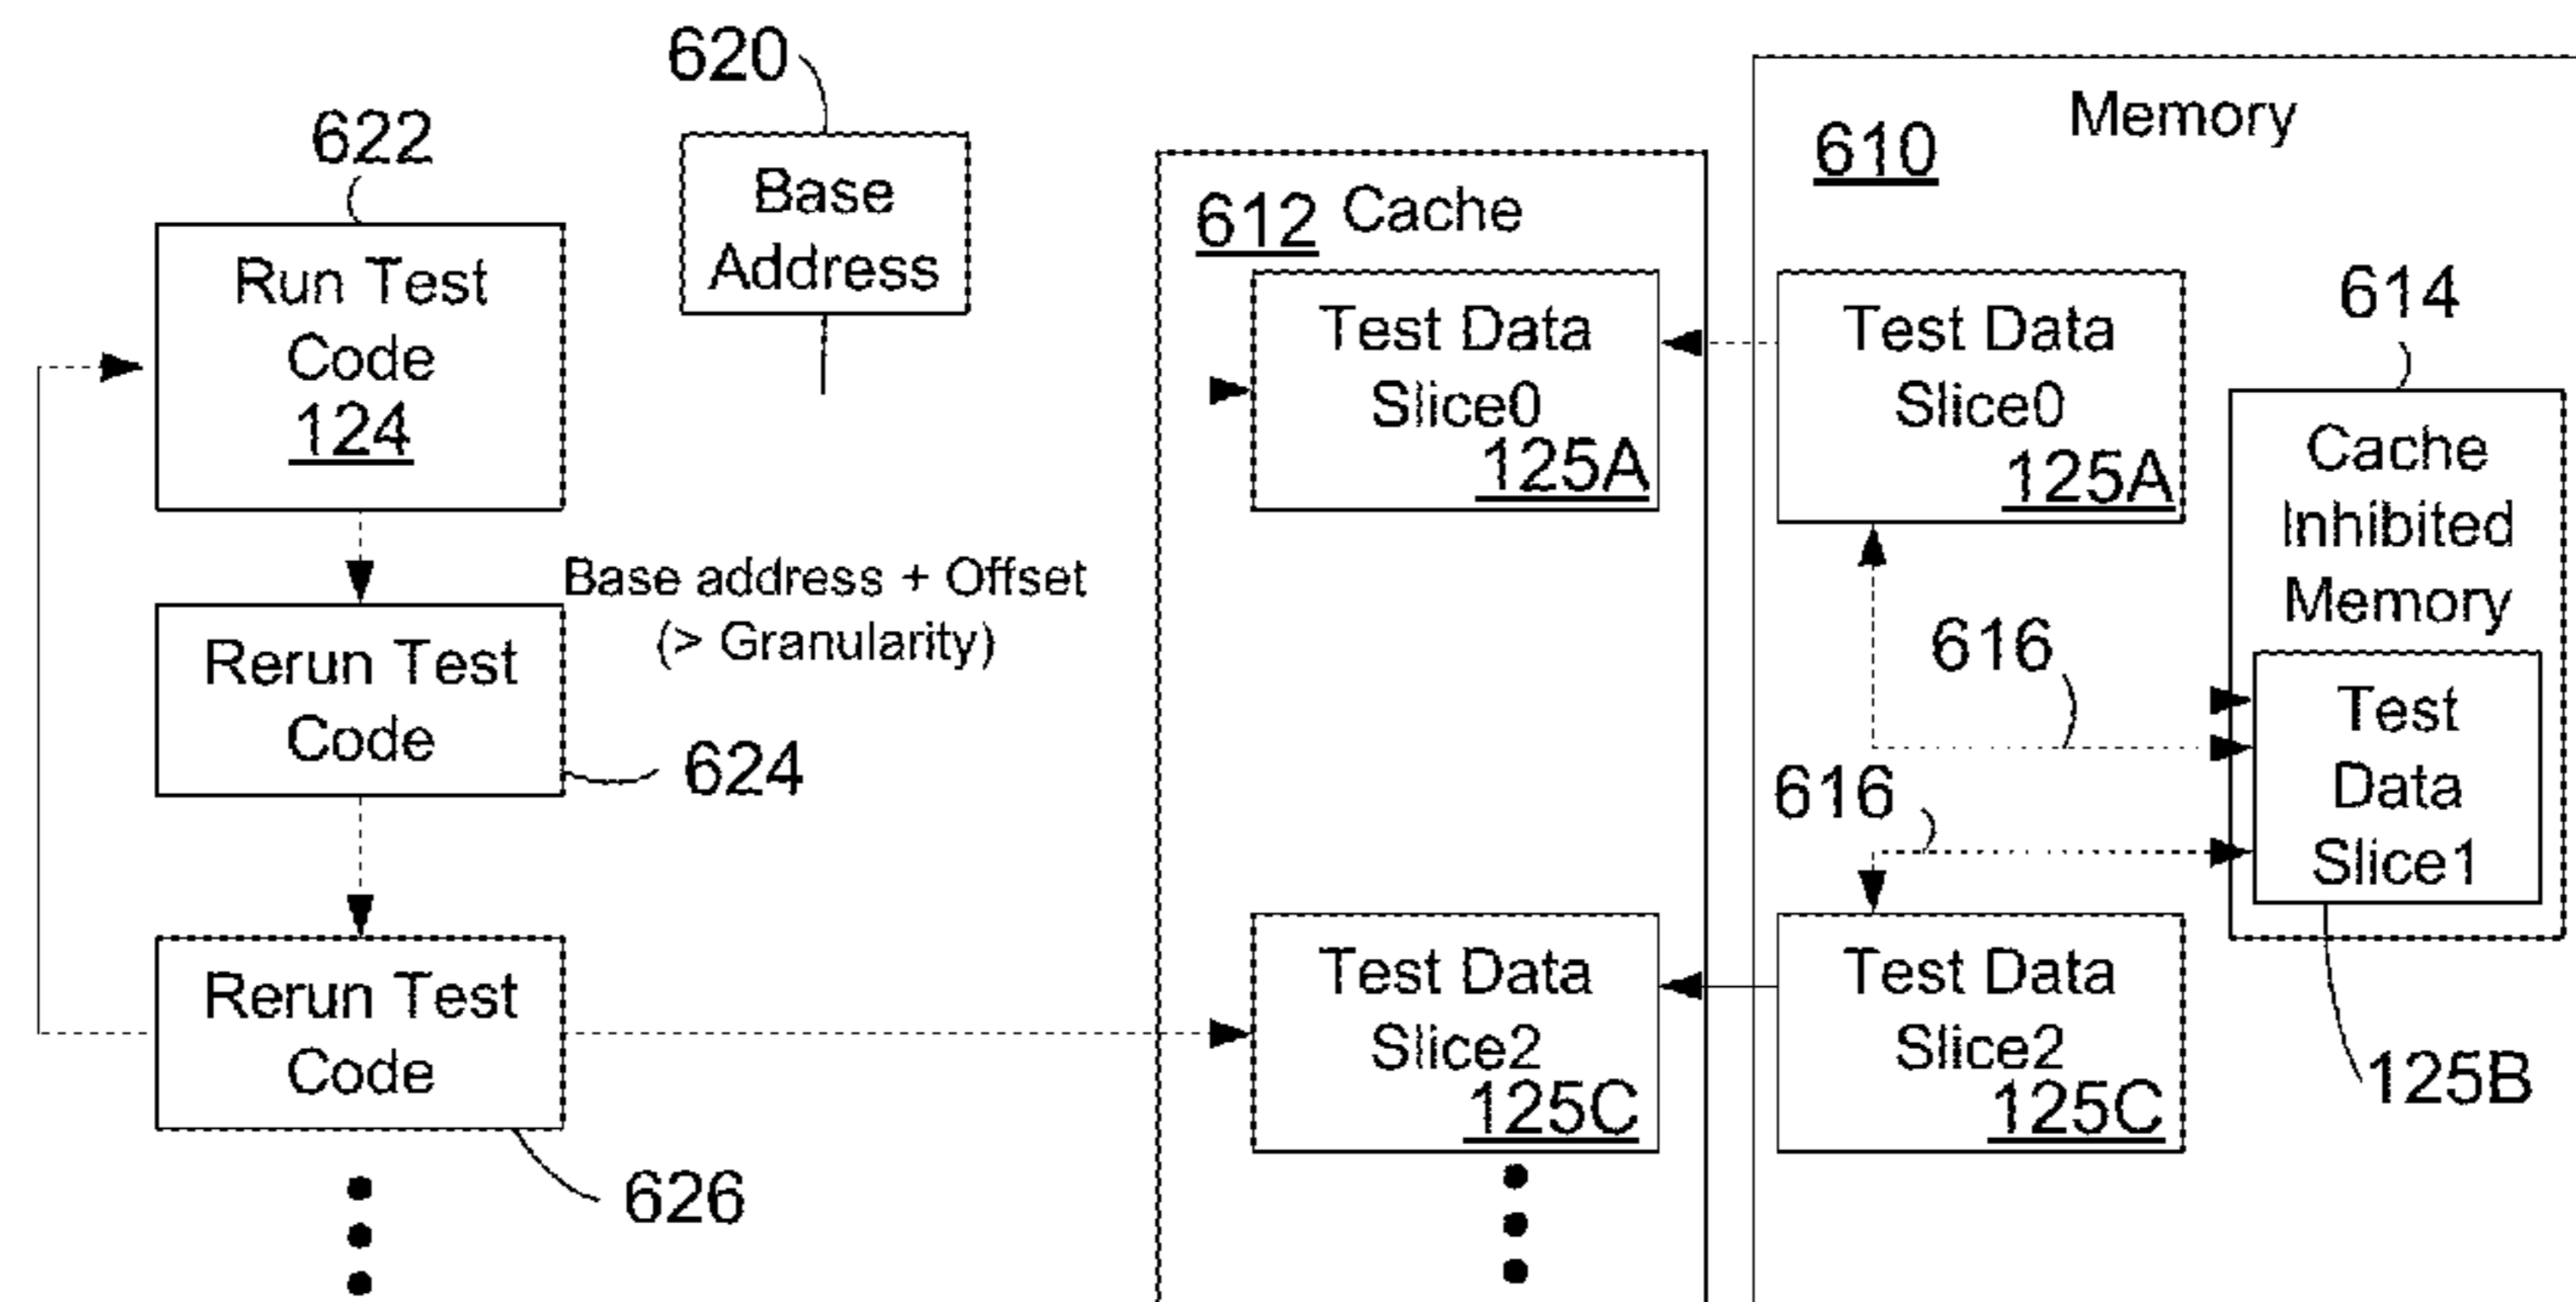 620
622
Base
Address
Run Test
Code
124
Base address + Offset
(> Granularity)
Rerun Test
Code
624
Rerun Test
Code
626
612 Cache
Test Data
Slice0
125A
Test Data
Slice2
125C
Memory
610
Test Data
Slice0
125A
614
Cache
Inhibited
Memory
616
Test
Data
Slice1
616
Test Data
Slice2
125C
125B